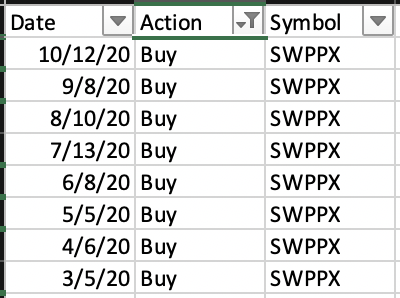 Date Action Symbol
10/12/20 Buy SWPPX
9/8/20 Buy SWPPX
8/10/20 Buy SWPPX
7/13/20 Buy SWPPX
6/8/20 Buy SWPPX
5/5/20 Buy SWPPX
4/6/20 Buy SWPPX
3/5/20 Buy SWPPX